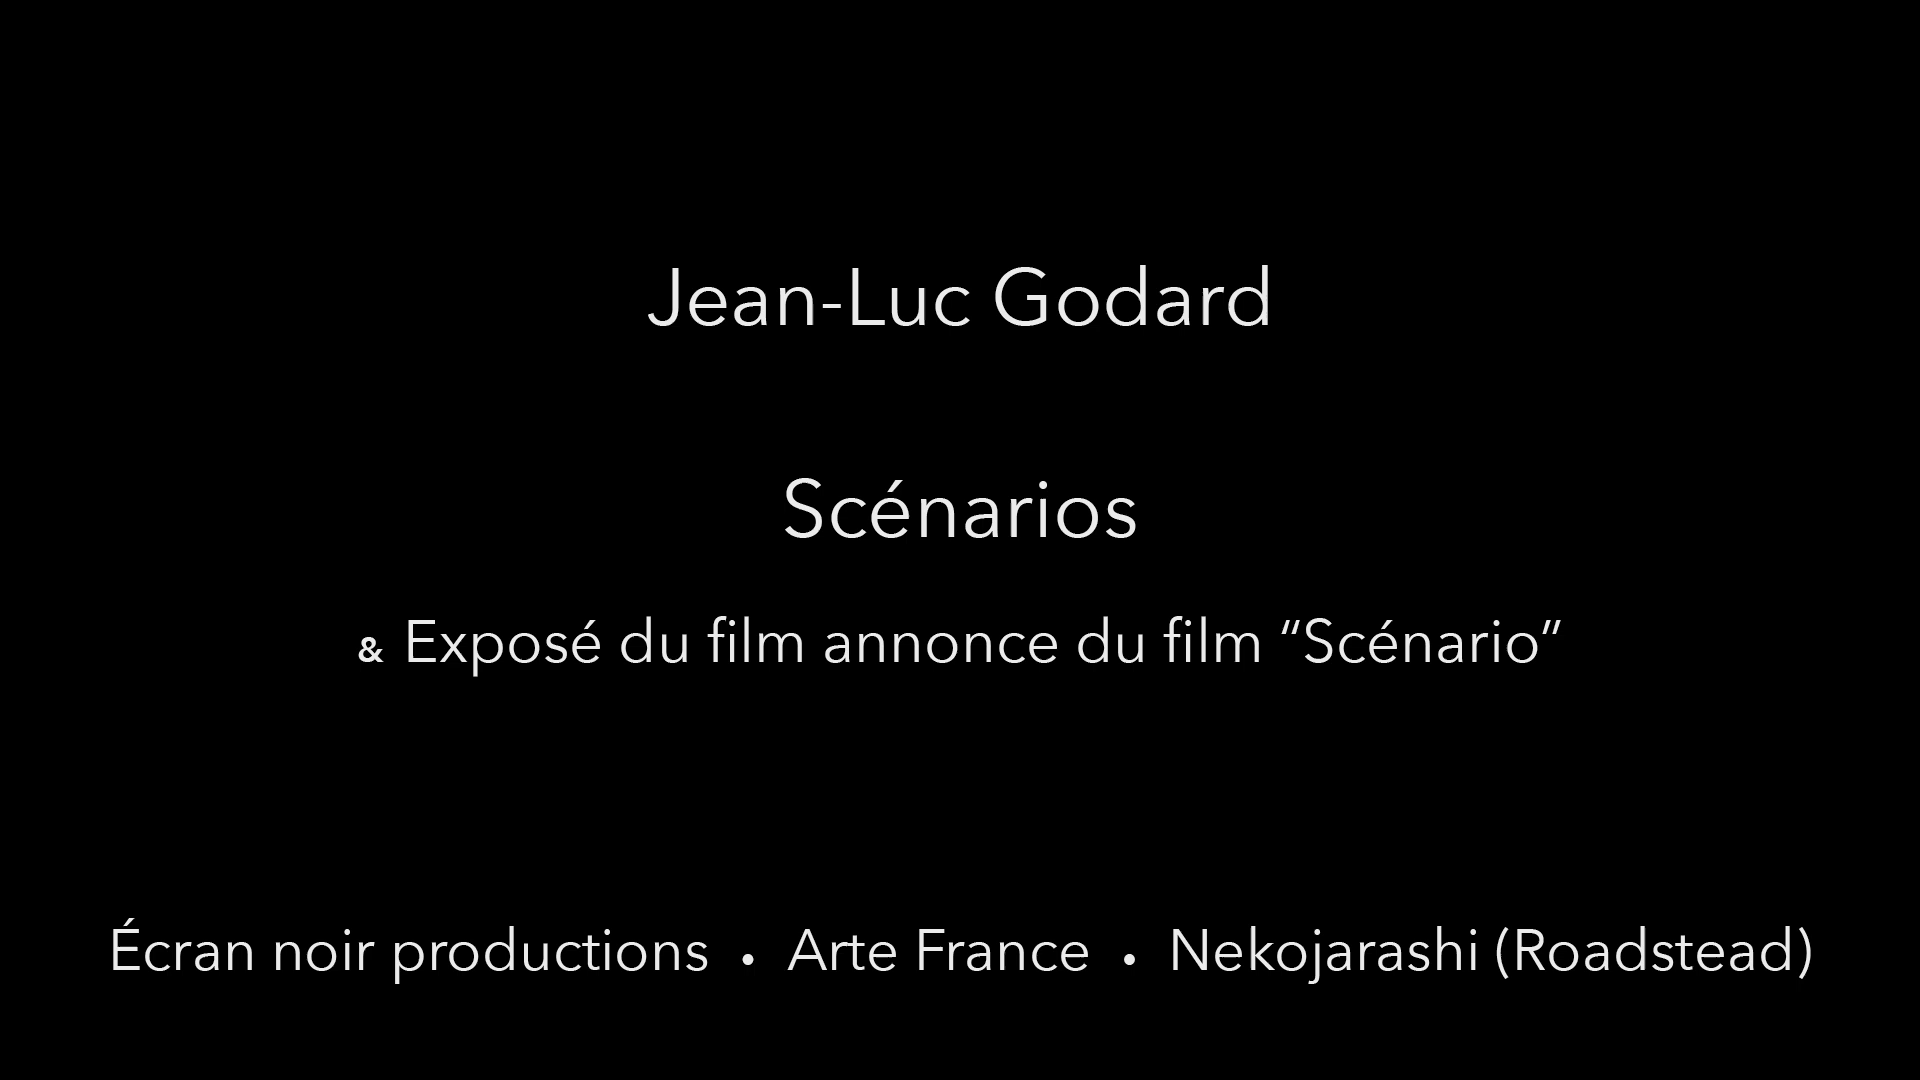 Jean-Luc Godard
Scénarios
& Exposé du film annonce du film “Scénario”
Écran noir productions • Arte France • Nekojarashi (Roadstead)